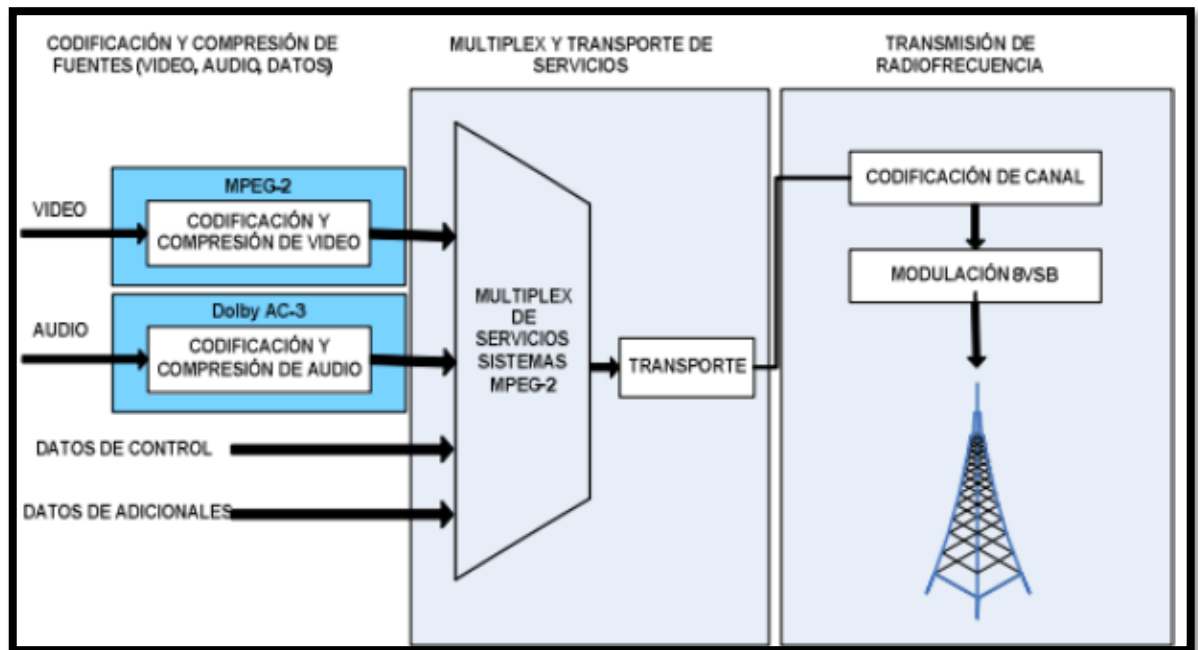 CODIFICACIÓN Y COMPRESIÓN DE
FUENTES (VIDEO, AUDIO, DATOS)
MULTIPLEX Y TRANSPORTE DE
SERVICIOS
TRANSMISIÓN DE
RADIOFRECUENCIA
VIDEO
MPEG-2
CODIFICACIÓN Y
COMPRESIÓN DE VIDEO
AUDIO
Dolby AC-3
CODIFICACIÓN Y
COMPRESIÓN DE AUDIO
DATOS DE CONTROL
DATOS DE ADICIONALES
MULTIPLEX
DE
SERVICIOS
SISTEMAS
MPEG-2
TRANSPORTE
CODIFICACIÓN DE CANAL
MODULACIÓN 8VSB